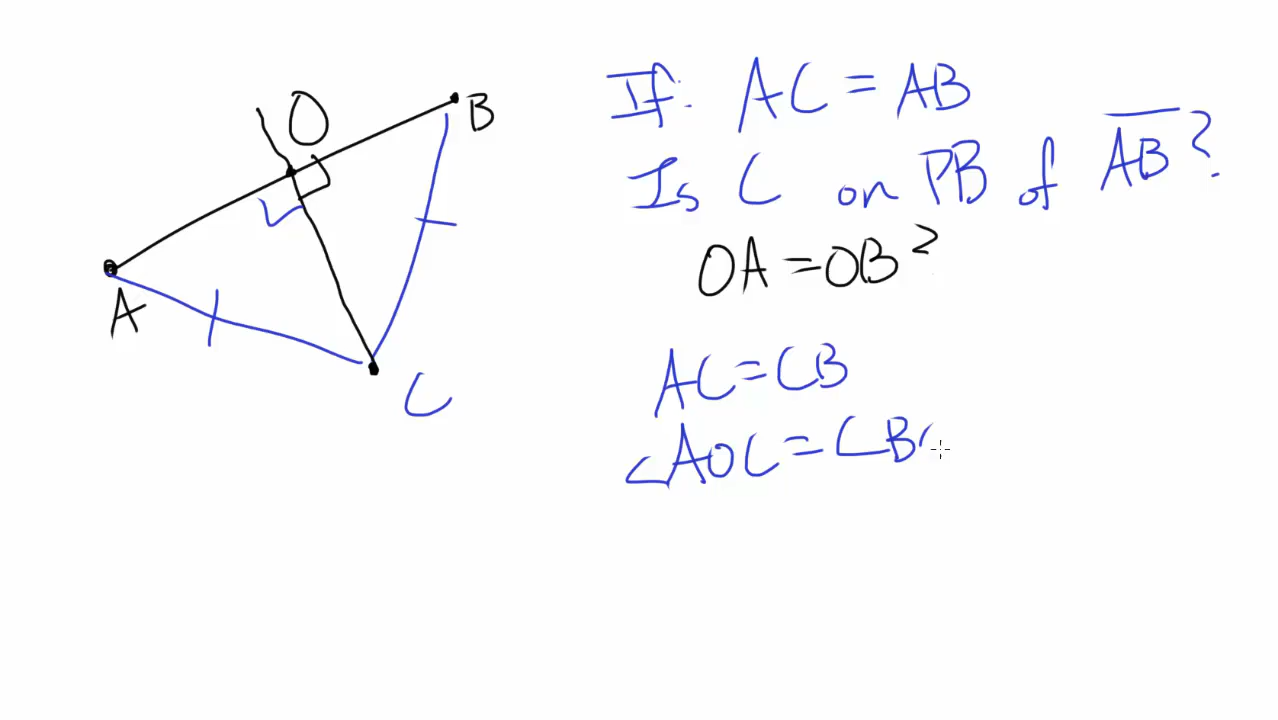 O
B
A
C
If: AC = AB
Is C on PB of AB?
OA = OB?
AC = CB
∠AOC = ∠B